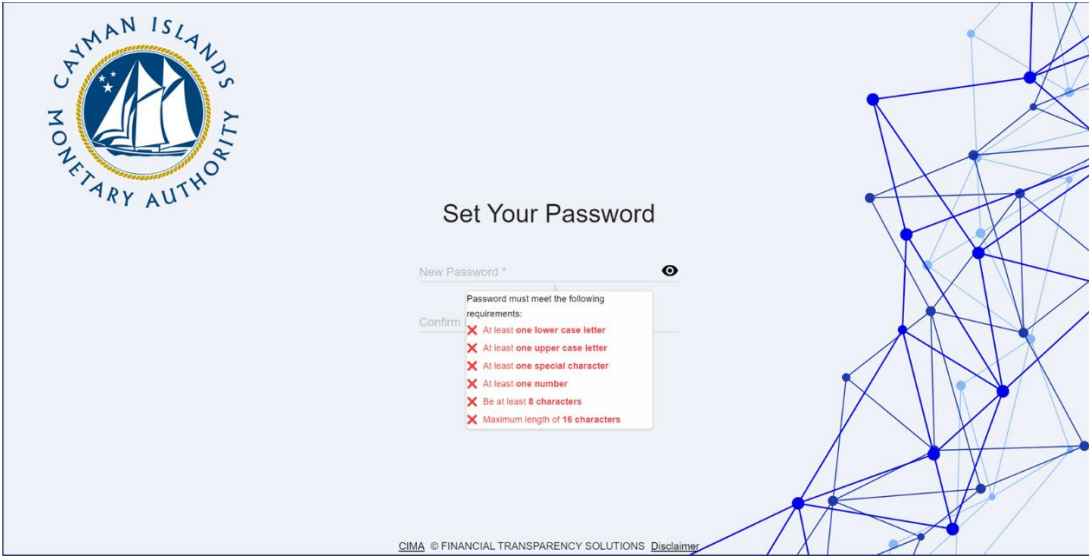 CAYMAN ISLANDS
MONETARY AUTHORITY
Set Your Password
New Password *
Password must meet the following
requirements:
Confirm
At least one lower case letter
At least one upper case letter
At least one special character
At least one number
Be at least 8 characters
Maximum length of 16 characters
CIMA © FINANCIAL TRANSPARENCY SOLUTIONS Disclaimer